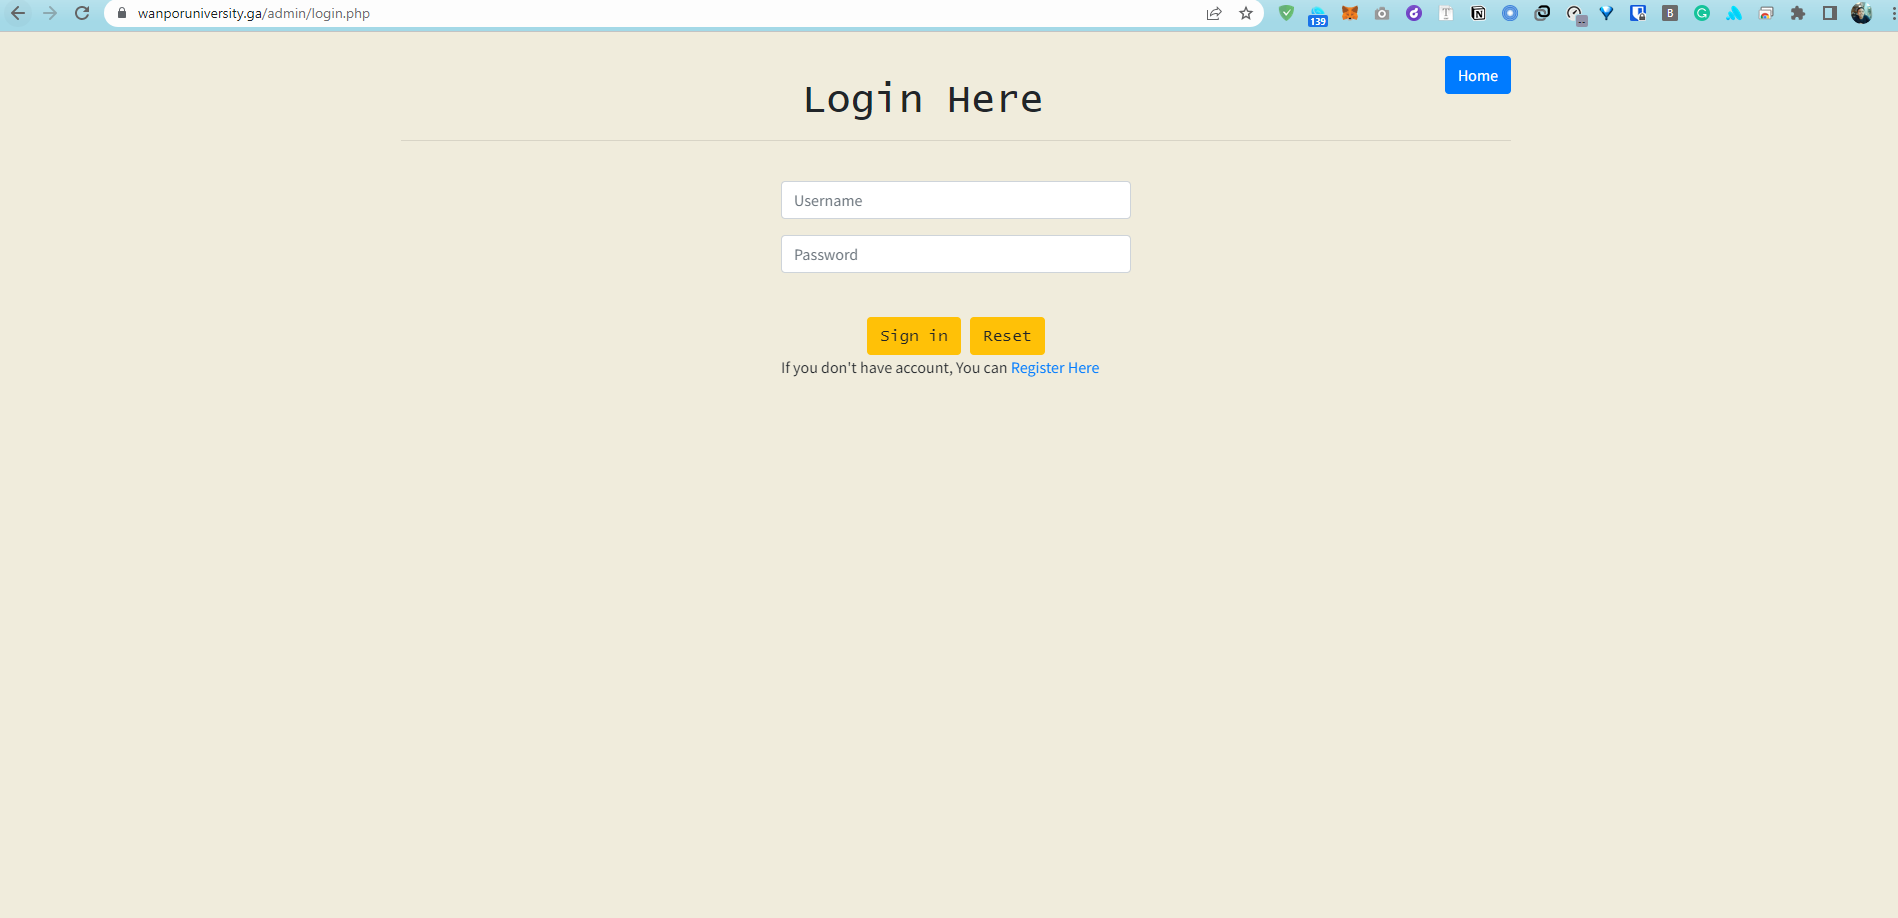 wanporuniversity.ga/admin/login.php
139
Home
Login Here
Username
Password
Sign in Reset
If you don't have account, You can Register Here